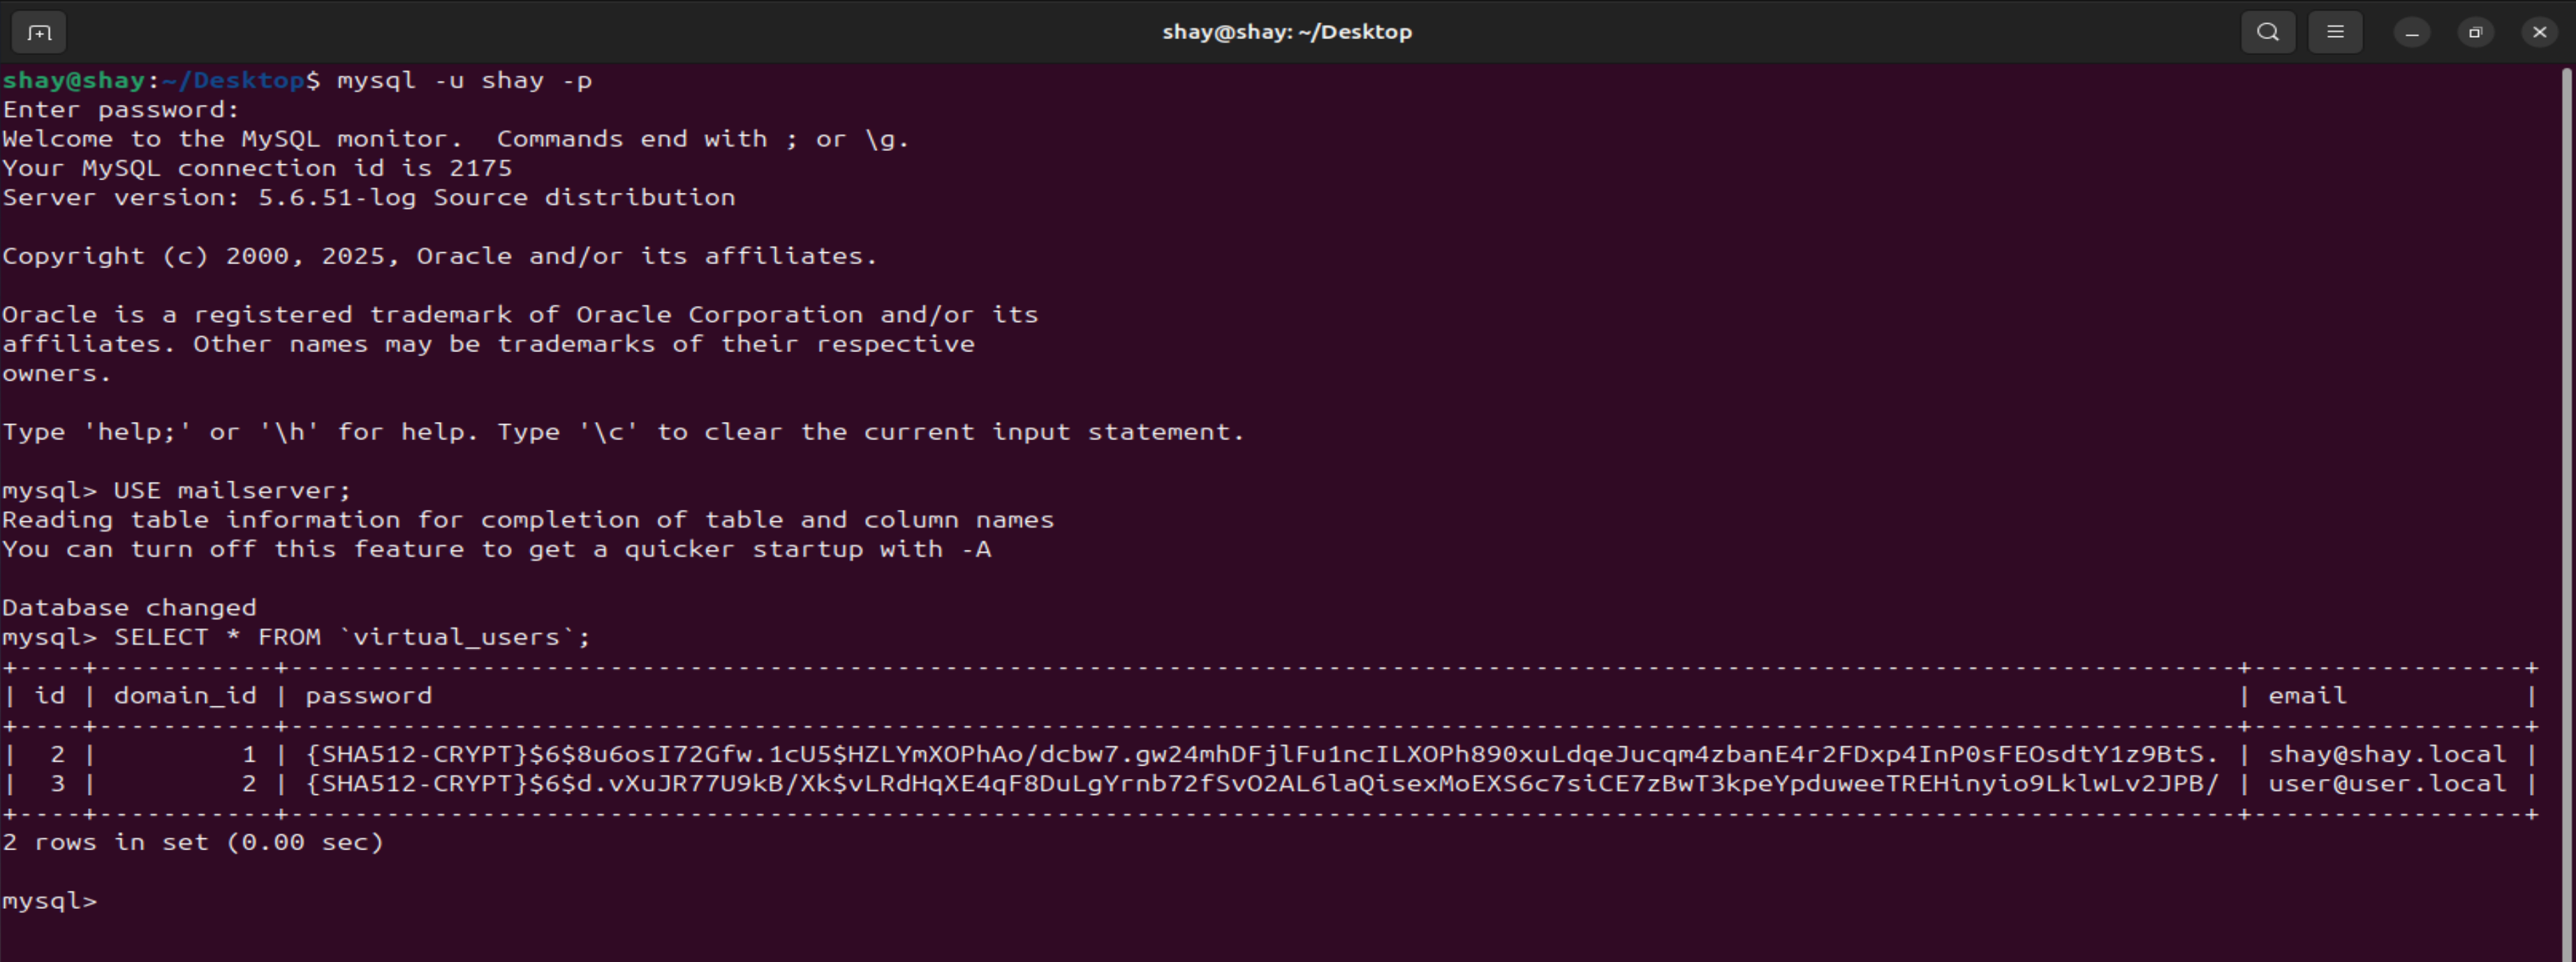 shay@shay: ~/Desktop
shay@shay:~/Desktop$ mysql -u shay -p
Enter password:
Welcome to the MySQL monitor.  Commands end with ; or \g.
Your MySQL connection id is 2175
Server version: 5.6.51-log Source distribution

Copyright (c) 2000, 2025, Oracle and/or its affiliates.

Oracle is a registered trademark of Oracle Corporation and/or its
affiliates. Other names may be trademarks of their respective
owners.

Type 'help;' or '\h' for help. Type '\c' to clear the current input statement.

mysql> USE mailserver;
Reading table information for completion of table and column names
You can turn off this feature to get a quicker startup with -A

Database changed
mysql> SELECT * FROM `virtual_users`;
| id | domain_id | password | email |
| 2 | 1 | {SHA512-CRYPT}$6$8u6osI72Gfw.1cU5$HZLYmXOPhAo/dcbw7.gw24mhDFjlFu1ncILXOPh890xuLdqeJucqm4zbanE4r2FDxp4InP0sFEOsdtY1z9BtS. | shay@shay.local |
| 3 | 2 | {SHA512-CRYPT}$6$d.vXuJR77U9kB/Xk$vLRdHqXE4qF8DuLgYrnb72fSvO2AL6laQisexMoEXS6c7siCE7zBwT3kpeYpduweeTREHinyio9LklwLv2JPB/ | user@user.local |
2 rows in set (0.00 sec)

mysql>